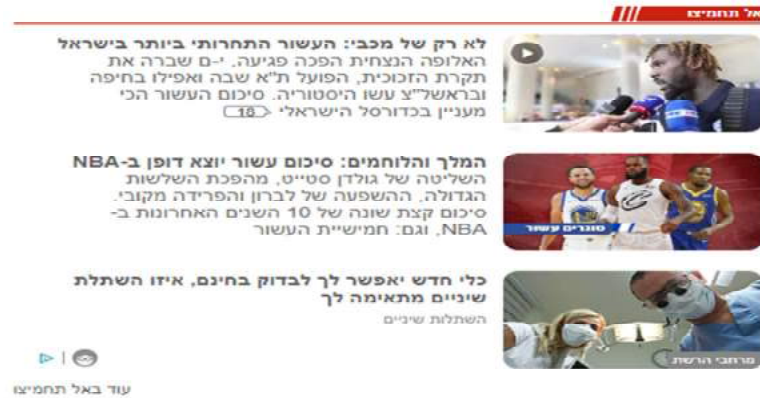 אל תחמיצו
לא רק של מכבי: העשור התחרותי ביותר בישראל
האלופה הנצחית הפכה פגיעה. י-ם שברה את
תקרת הזכוכית, הפועל ת"א שבה ואפילו בחיפה
ובראשל"צ עשו היסטוריה. סיכום העשור הכי
מעניין בכדורסל הישראלי 18
המלך והלוחמים: סיכום עשור יוצא דופן ב-NBA
השליטה של גולדן סטייט, מהפכת השלשות
הגדולה, ההשפעה של לברון והפרידה מקובי.
סיכום קצת שונה של 10 השנים האחרונות ב-
NBA, וגם: חמישיית העשור
סוגרים עשור
כלי חדש יאפשר לך לבדוק בחינם, איזו השתלת
שיניים מתאימה לך
השתלות שיניים
מרחבי הרשת
עוד באל תחמיצו